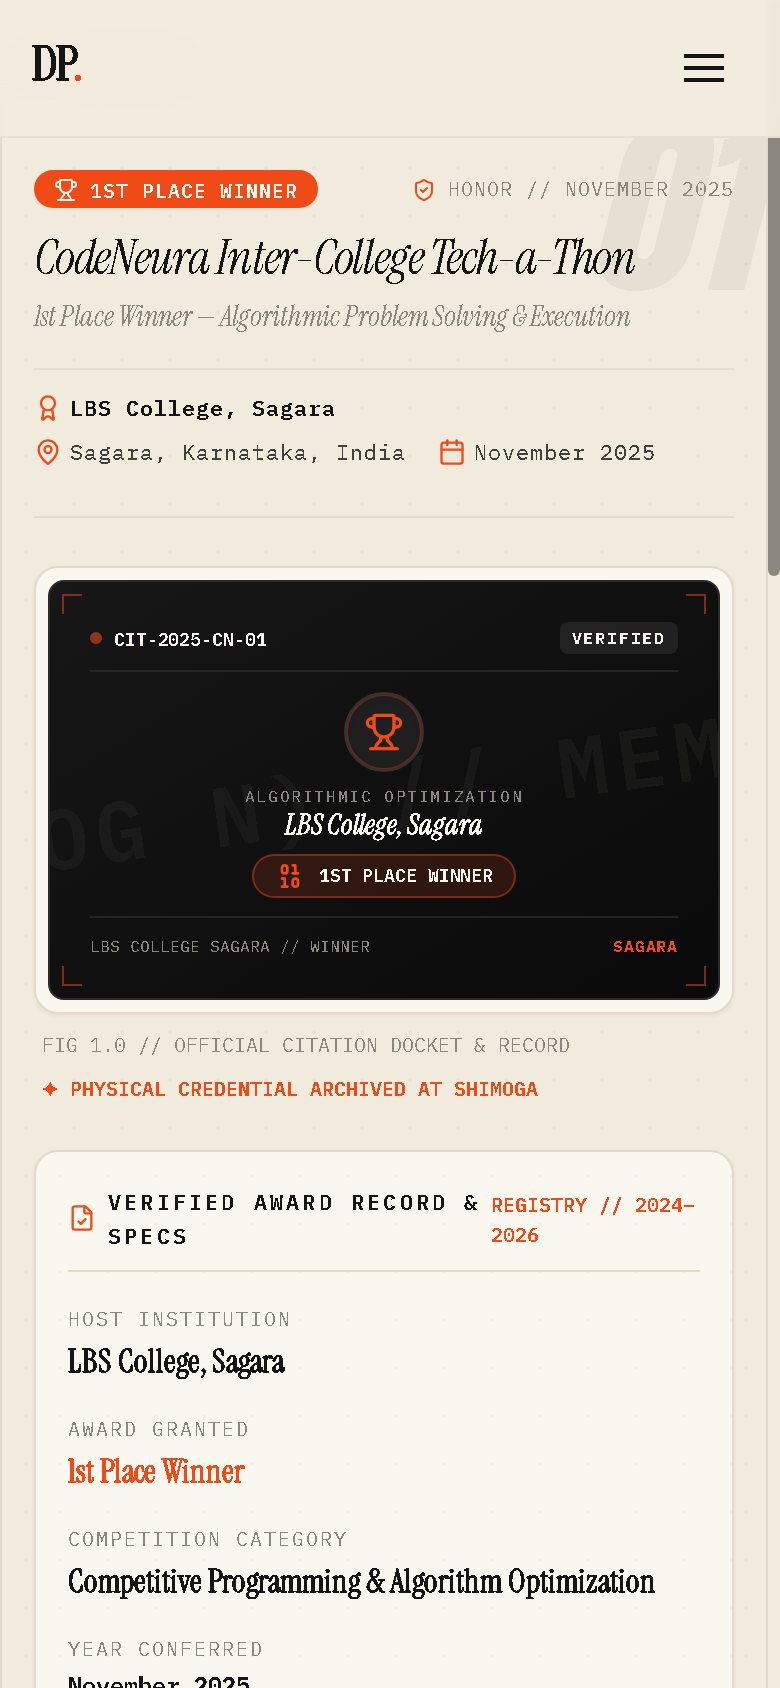 DP.
01
1ST PLACE WINNER
HONOR // NOVEMBER 2025
CodeNeura Inter-College Tech-a-Thon
1st Place Winner — Algorithmic Problem Solving & Execution
LBS College, Sagara
Sagara, Karnataka, India
November 2025
CIT-2025-CN-01
VERIFIED
OG N) // MEM
ALGORITHMIC OPTIMIZATION
LBS College, Sagara
01
10
1ST PLACE WINNER
LBS COLLEGE SAGARA // WINNER
SAGARA
FIG 1.0 // OFFICIAL CITATION DOCKET & RECORD
✦ PHYSICAL CREDENTIAL ARCHIVED AT SHIMOGA
VERIFIED AWARD RECORD &
SPECS
REGISTRY // 2024–
2026
HOST INSTITUTION
LBS College, Sagara
AWARD GRANTED
1st Place Winner
COMPETITION CATEGORY
Competitive Programming & Algorithm Optimization
YEAR CONFERRED
November 2025